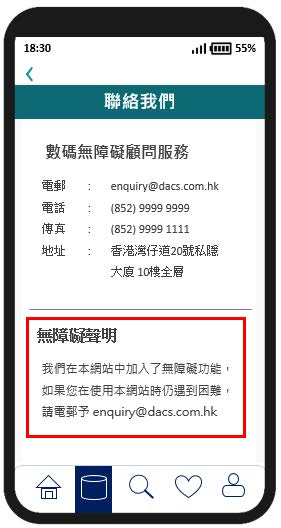 18:30 55%
聯絡我們
數碼無障礙顧問服務
電郵 : enquiry@dacs.com.hk
電話 : (852) 9999 9999
傳真 : (852) 9999 1111
地址 : 香港灣仔道20號私隱
大廈 10樓全層
無障礙聲明
我們在本網站中加入了無障礙功能，
如果您在使用本網站時仍遇到困難，
請電郵予 enquiry@dacs.com.hk